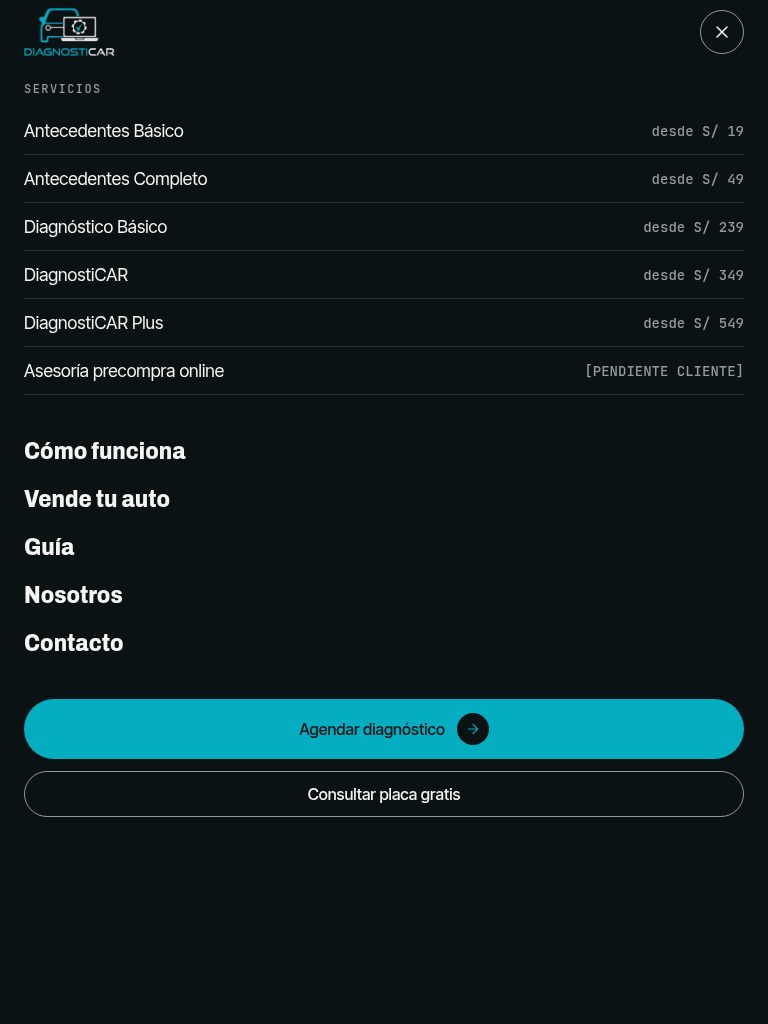 DIAGNOSTICAR
SERVICIOS
Antecedentes Básico desde S/ 19
Antecedentes Completo desde S/ 49
Diagnóstico Básico desde S/ 239
DiagnostiCAR desde S/ 349
DiagnostiCAR Plus desde S/ 549
Asesoría precompra online [PENDIENTE CLIENTE]
Cómo funciona
Vende tu auto
Guía
Nosotros
Contacto
Agendar diagnóstico
Consultar placa gratis